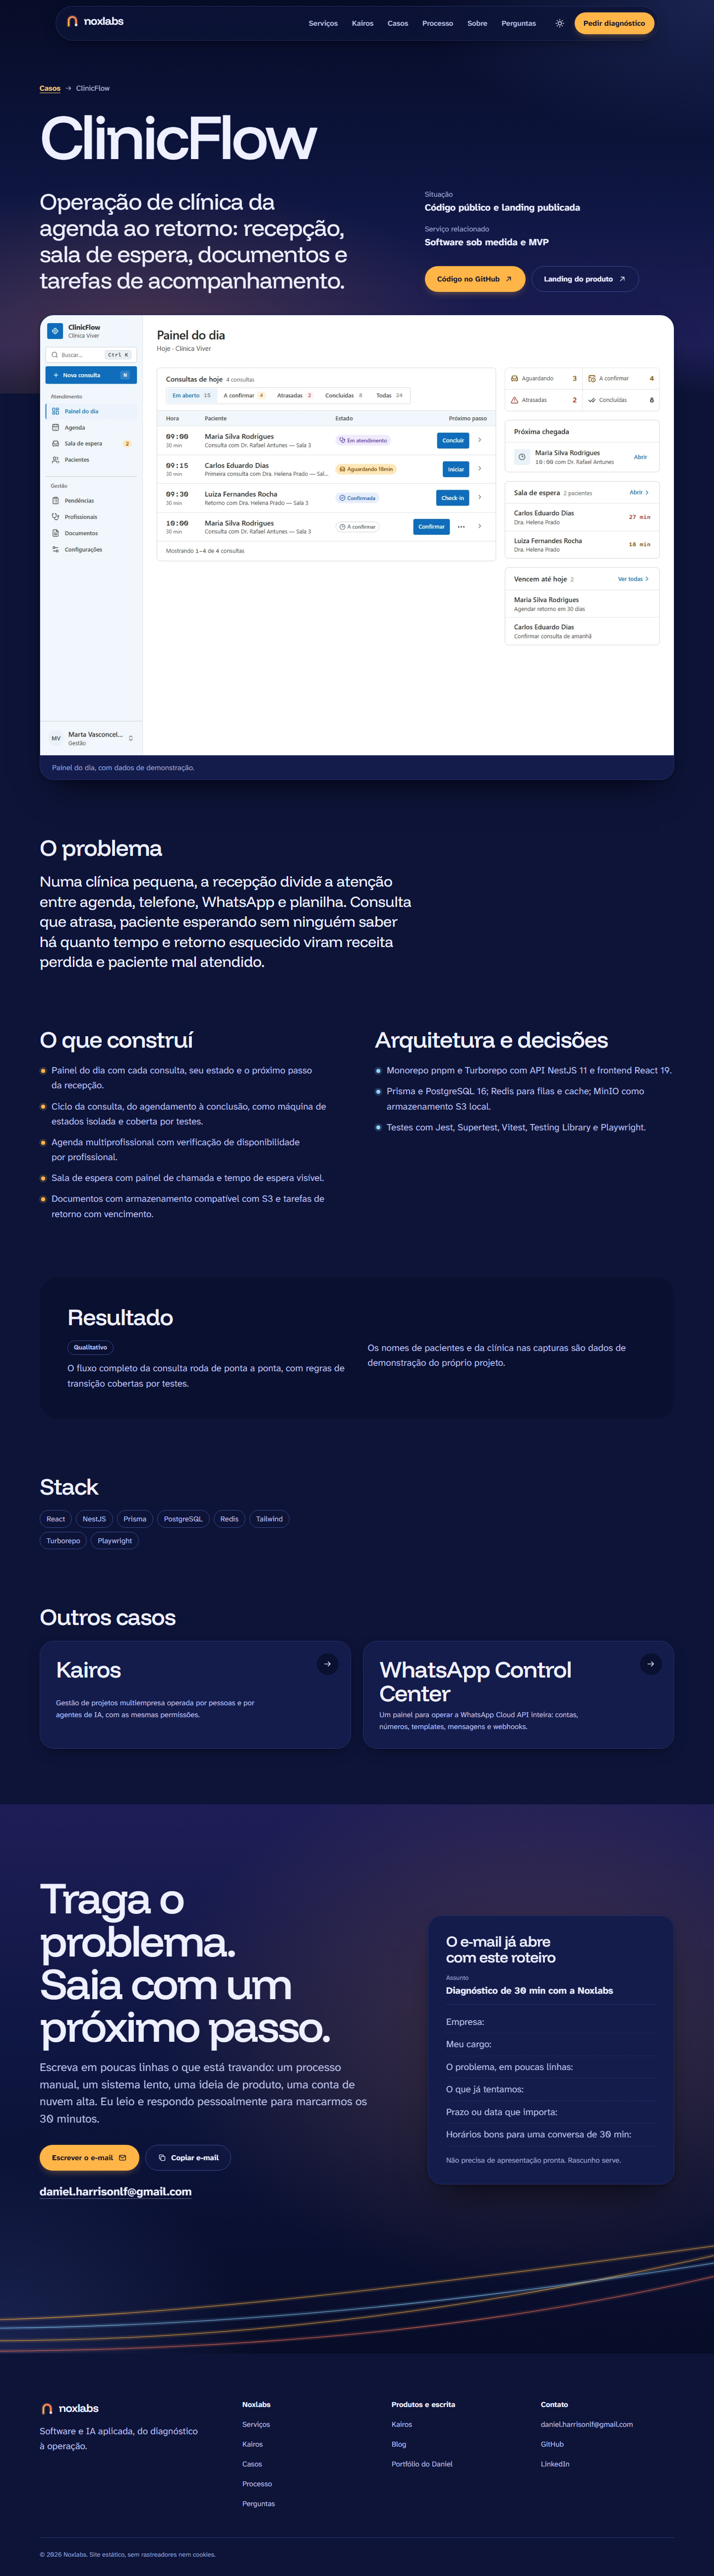 noxlabs
Serviços Kairos Casos Processo Sobre Perguntas Pedir diagnóstico
Casos → ClinicFlow
ClinicFlow
Operação de clínica da
agenda ao retorno: recepção,
sala de espera, documentos e
tarefas de acompanhamento.
Situação
Código público e landing publicada
Serviço relacionado
Software sob medida e MVP
Código no GitHub
Landing do produto
ClinicFlow
Clínica Viver
Buscar... Ctrl K
Nova consulta N
Atendimento
Painel do dia
Agenda
Sala de espera 2
Pacientes
Gestão
Pendências
Profissionais
Documentos
Configurações
MV Marta Vasconcel...
Gestão
Painel do dia
Hoje · Clínica Viver
Consultas de hoje 4 consultas
Em aberto 15 A confirmar 4 Atrasadas 2 Concluídas 8 Todas 24
Hora Paciente Estado Próximo passo
09:00 Maria Silva Rodrigues Em atendimento Concluir
30 min Consulta com Dr. Rafael Antunes — Sala 3
09:15 Carlos Eduardo Dias Aguardando 18min Iniciar
30 min Primeira consulta com Dra. Helena Prado — Sal...
09:30 Luiza Fernandes Rocha Confirmada Check-in
30 min Retorno com Dra. Helena Prado — Sala 3
10:00 Maria Silva Rodrigues A confirmar Confirmar ...
30 min Consulta com Dr. Rafael Antunes — Sala 3
Mostrando 1–4 de 4 consultas
Aguardando 3 A confirmar 4
Atrasadas 2 Concluídas 8
Próxima chegada
Maria Silva Rodrigues
10:00 com Dr. Rafael Antunes Abrir
Sala de espera 2 pacientes Abrir
Carlos Eduardo Dias
Dra. Helena Prado 27 min
Luiza Fernandes Rocha
Dra. Helena Prado 18 min
Vencem até hoje 2 Ver todas
Maria Silva Rodrigues
Agendar retorno em 30 dias
Carlos Eduardo Dias
Confirmar consulta de amanhã
Painel do dia, com dados de demonstração.
O problema
Numa clínica pequena, a recepção divide a atenção
entre agenda, telefone, WhatsApp e planilha. Consulta
que atrasa, paciente esperando sem ninguém saber
há quanto tempo e retorno esquecido viram receita
perdida e paciente mal atendido.
O que construí
Painel do dia com cada consulta, seu estado e o próximo passo
da recepção.
Ciclo da consulta, do agendamento à conclusão, como máquina de
estados isolada e coberta por testes.
Agenda multiprofissional com verificação de disponibilidade
por profissional.
Sala de espera com painel de chamada e tempo de espera visível.
Documentos com armazenamento compatível com S3 e tarefas de
retorno com vencimento.
Arquitetura e decisões
Monorepo pnpm e Turborepo com API NestJS 11 e frontend React 19.
Prisma e PostgreSQL 16; Redis para filas e cache; MinIO como
armazenamento S3 local.
Testes com Jest, Supertest, Vitest, Testing Library e Playwright.
Resultado
Qualitativo
O fluxo completo da consulta roda de ponta a ponta, com regras de
transição cobertas por testes.
Os nomes de pacientes e da clínica nas capturas são dados de
demonstração do próprio projeto.
Stack
React NestJS Prisma PostgreSQL Redis Tailwind
Turborepo Playwright
Outros casos
Kairos
Gestão de projetos multiempresa operada por pessoas e por
agentes de IA, com as mesmas permissões.
WhatsApp Control
Center
Um painel para operar a WhatsApp Cloud API inteira: contas,
números, templates, mensagens e webhooks.
Traga o
problema.
Saia com um
próximo passo.
Escreva em poucas linhas o que está travando: um processo
manual, um sistema lento, uma ideia de produto, uma conta de
nuvem alta. Eu leio e respondo pessoalmente para marcarmos os
30 minutos.
Escrever o e-mail
Copiar e-mail
daniel.harrisonlf@gmail.com
O e-mail já abre
com este roteiro
Assunto
Diagnóstico de 30 min com a Noxlabs
Empresa:
Meu cargo:
O problema, em poucas linhas:
O que já tentamos:
Prazo ou data que importa:
Horários bons para uma conversa de 30 min:
Não precisa de apresentação pronta. Rascunho serve.
noxlabs
Software e IA aplicada, do diagnóstico
à operação.
Noxlabs
Serviços
Kairos
Casos
Processo
Perguntas
Produtos e escrita
Kairos
Blog
Portfólio do Daniel
Contato
daniel.harrisonlf@gmail.com
GitHub
LinkedIn
© 2026 Noxlabs. Site estático, sem rastreadores nem cookies.